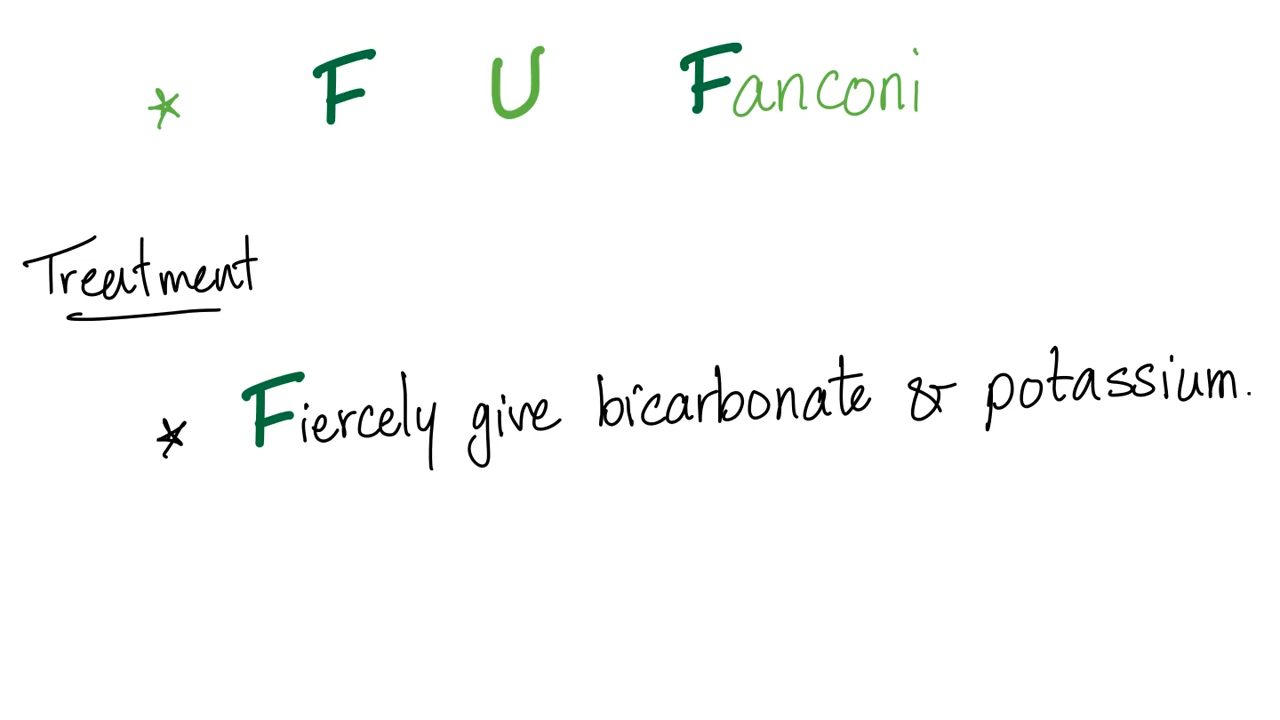 * F U Fanconi
Treatment
* Fiercely give bicarbonate & potassium.